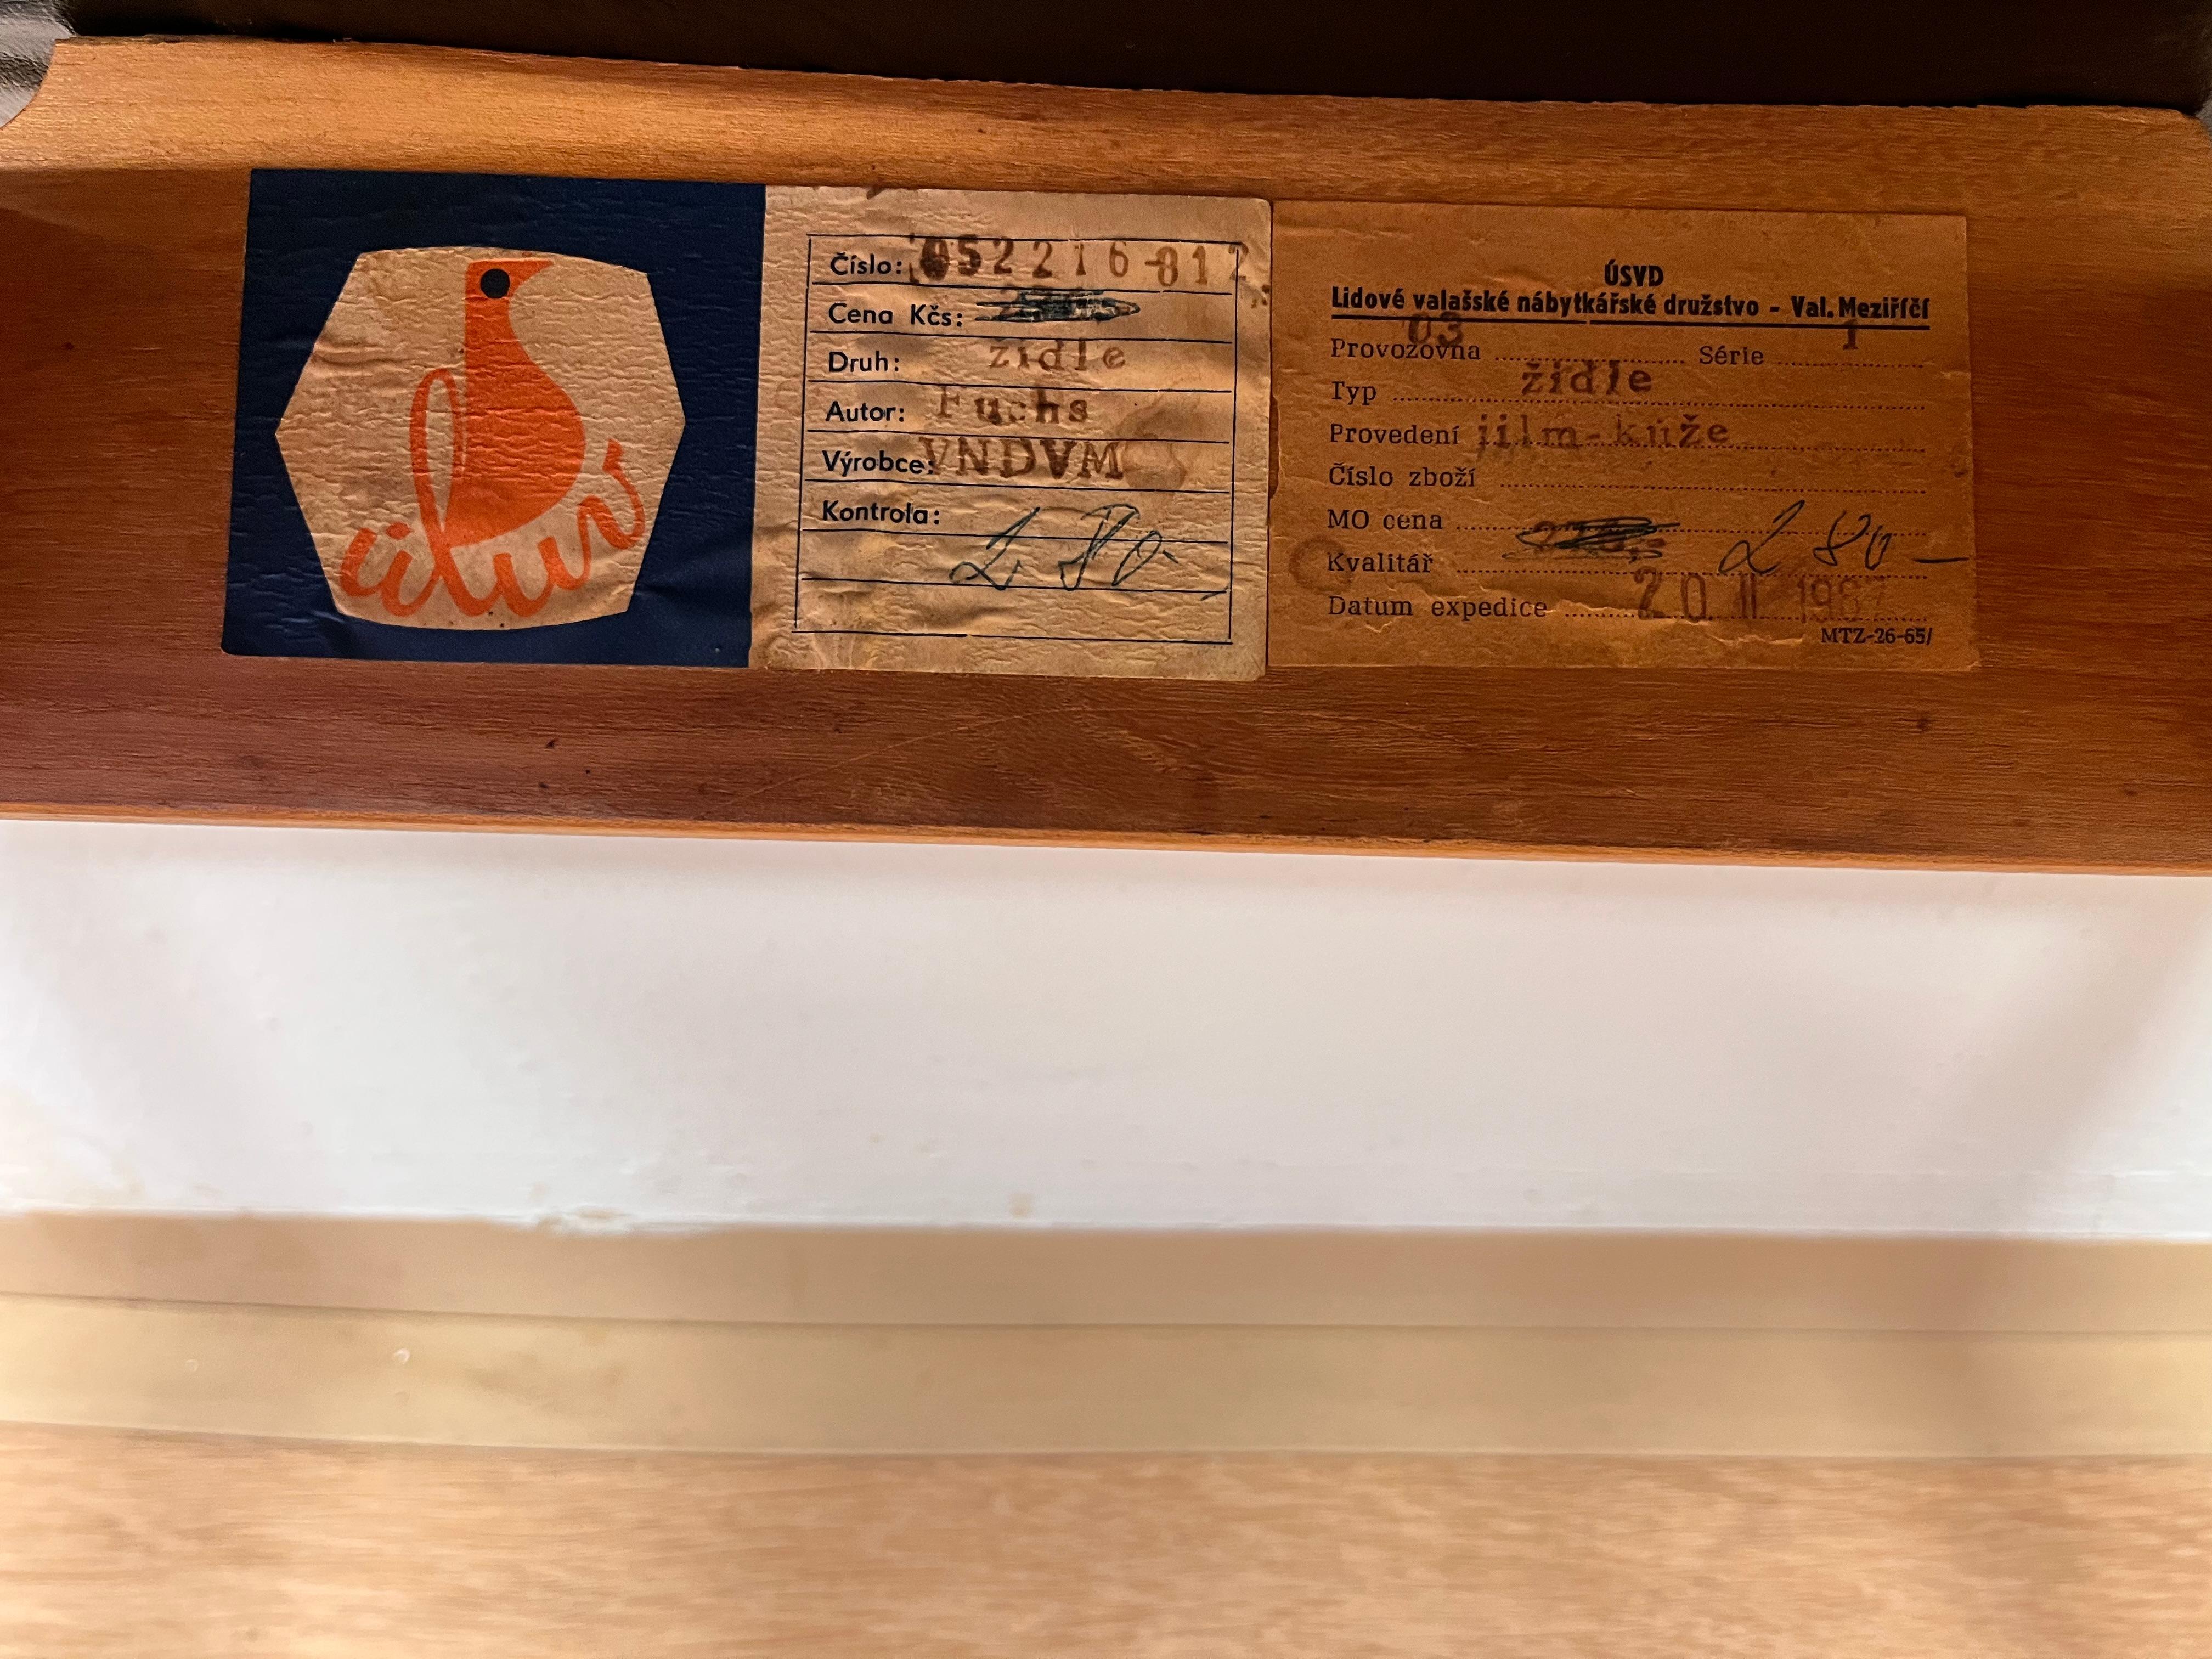 úluv
Číslo: 052216-812
Cena Kčs:
Druh: židle
Autor: Fuchs
Výrobce: VNDVM
Kontrola:
280-
ÚSVD
Lidové valašské nábytkářské družstvo - Val. Meziříčí
Provozovna 03 Série 1
Typ židle
Provedení jilm-kůže
Číslo zboží
MO cena 280-
Kvalitář
Datum expedice 20. II 1967
MTZ-26-65/